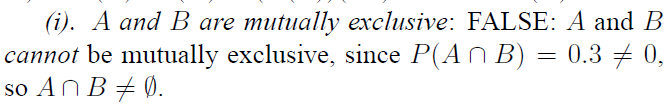 (i). A and B are mutually exclusive: FALSE: A and B
cannot be mutually exclusive, since P(A ∩ B) = 0.3 ≠ 0,
so A ∩ B ≠ ∅.